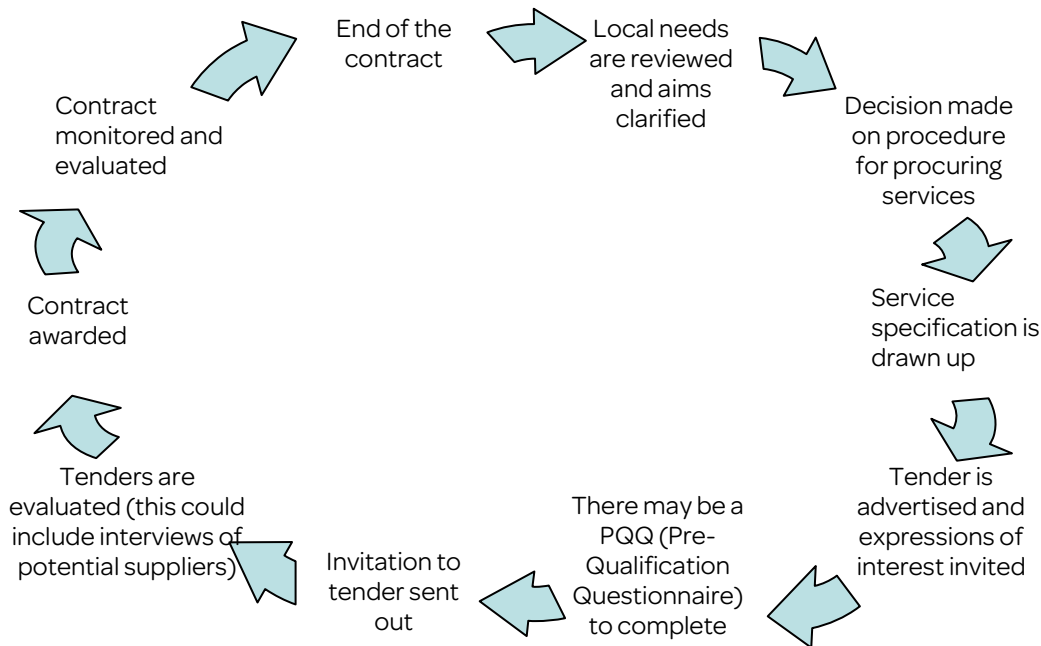 End of the
contract
Local needs
are reviewed
and aims
clarified
Decision made
on procedure
for procuring
services
Service
specification is
drawn up
Tender is
advertised and
expressions of
interest invited
There may be a
PQQ (Pre-
Qualification
Questionnaire)
to complete
Invitation to
tender sent
out
Tenders are
evaluated (this could
include interviews of
potential suppliers)
Contract
awarded
Contract
monitored and
evaluated